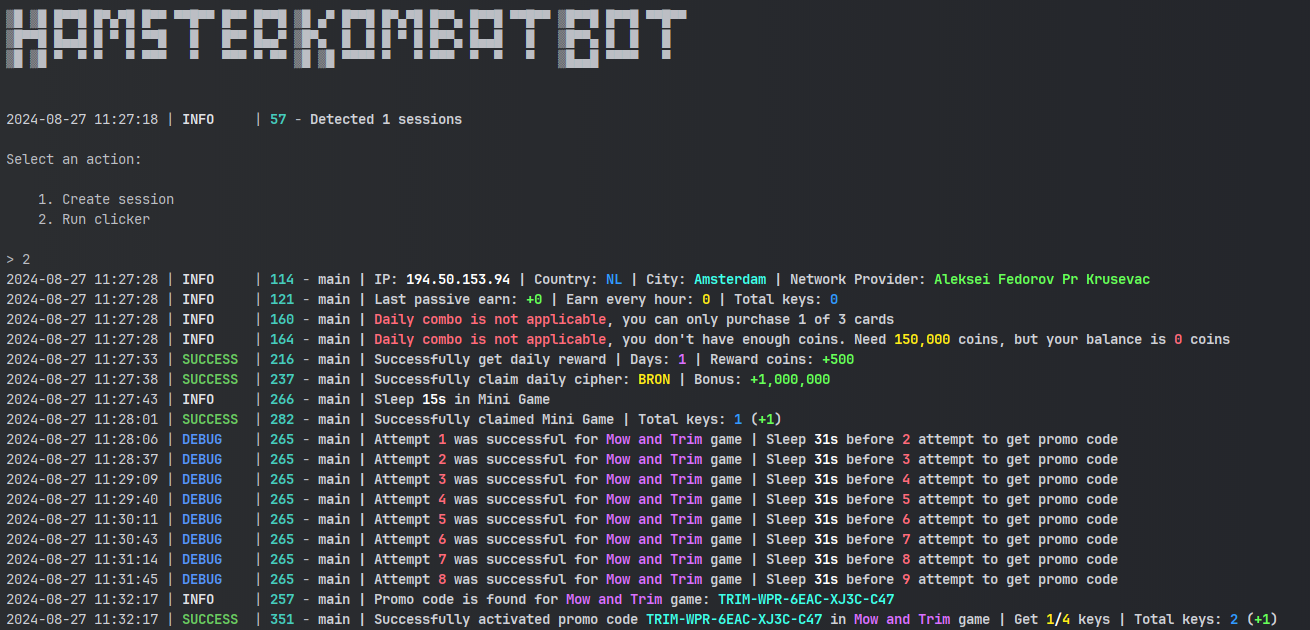 HAMSTERKOMBAT BOT
2024-08-27 11:27:18 | INFO     | 57 - Detected 1 sessions
Select an action:
1. Create session
2. Run clicker
> 2
2024-08-27 11:27:28 | INFO     | 114 - main | IP: 194.50.153.94 | Country: NL | City: Amsterdam | Network Provider: Aleksei Fedorov Pr Krusevac
2024-08-27 11:27:28 | INFO     | 121 - main | Last passive earn: +0 | Earn every hour: 0 | Total keys: 0
2024-08-27 11:27:28 | INFO     | 160 - main | Daily combo is not applicable, you can only purchase 1 of 3 cards
2024-08-27 11:27:28 | INFO     | 164 - main | Daily combo is not applicable, you don't have enough coins. Need 150,000 coins, but your balance is 0 coins
2024-08-27 11:27:33 | SUCCESS  | 216 - main | Successfully get daily reward | Days: 1 | Reward coins: +500
2024-08-27 11:27:38 | SUCCESS  | 237 - main | Successfully claim daily cipher: BRON | Bonus: +1,000,000
2024-08-27 11:27:43 | INFO     | 266 - main | Sleep 15s in Mini Game
2024-08-27 11:28:01 | SUCCESS  | 282 - main | Successfully claimed Mini Game | Total keys: 1 (+1)
2024-08-27 11:28:06 | DEBUG    | 265 - main | Attempt 1 was successful for Mow and Trim game | Sleep 31s before 2 attempt to get promo code
2024-08-27 11:28:37 | DEBUG    | 265 - main | Attempt 2 was successful for Mow and Trim game | Sleep 31s before 3 attempt to get promo code
2024-08-27 11:29:09 | DEBUG    | 265 - main | Attempt 3 was successful for Mow and Trim game | Sleep 31s before 4 attempt to get promo code
2024-08-27 11:29:40 | DEBUG    | 265 - main | Attempt 4 was successful for Mow and Trim game | Sleep 31s before 5 attempt to get promo code
2024-08-27 11:30:11 | DEBUG    | 265 - main | Attempt 5 was successful for Mow and Trim game | Sleep 31s before 6 attempt to get promo code
2024-08-27 11:30:43 | DEBUG    | 265 - main | Attempt 6 was successful for Mow and Trim game | Sleep 31s before 7 attempt to get promo code
2024-08-27 11:31:14 | DEBUG    | 265 - main | Attempt 7 was successful for Mow and Trim game | Sleep 31s before 8 attempt to get promo code
2024-08-27 11:31:45 | DEBUG    | 265 - main | Attempt 8 was successful for Mow and Trim game | Sleep 31s before 9 attempt to get promo code
2024-08-27 11:32:17 | INFO     | 257 - main | Promo code is found for Mow and Trim game: TRIM-WPR-6EAC-XJ3C-C47
2024-08-27 11:32:17 | SUCCESS  | 351 - main | Successfully activated promo code TRIM-WPR-6EAC-XJ3C-C47 in Mow and Trim game | Get 1/4 keys | Total keys: 2 (+1)